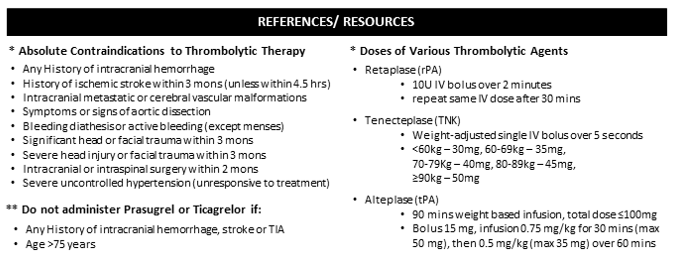 REFERENCES/ RESOURCES
* Absolute Contraindications to Thrombolytic Therapy
• Any History of intracranial hemorrhage
• History of ischemic stroke within 3 mons (unless within 4.5 hrs)
• Intracranial metastatic or cerebral vascular malformations
• Symptoms or signs of aortic dissection
• Bleeding diathesis or active bleeding (except menses)
• Significant head or facial trauma within 3 mons
• Severe head injury or facial trauma within 3 mons
• Intracranial or intraspinal surgery within 2 mons
• Severe uncontrolled hypertension (unresponsive to treatment)
** Do not administer Prasugrel or Ticagrelor if:
• Any History of intracranial hemorrhage, stroke or TIA
• Age >75 years
* Doses of Various Thrombolytic Agents
• Retaplase (rPA)
• 10U IV bolus over 2 minutes
• repeat same IV dose after 30 mins
• Tenecteplase (TNK)
• Weight-adjusted single IV bolus over 5 seconds
• <60kg – 30mg, 60-69kg – 35mg,
70-79Kg – 40mg, 80-89kg – 45mg,
≥90kg – 50mg
• Alteplase (tPA)
• 90 mins weight based infusion, total dose ≤100mg
• Bolus 15 mg, infusion 0.75 mg/kg for 30 mins (max
50 mg), then 0.5 mg/kg (max 35 mg) over 60 mins